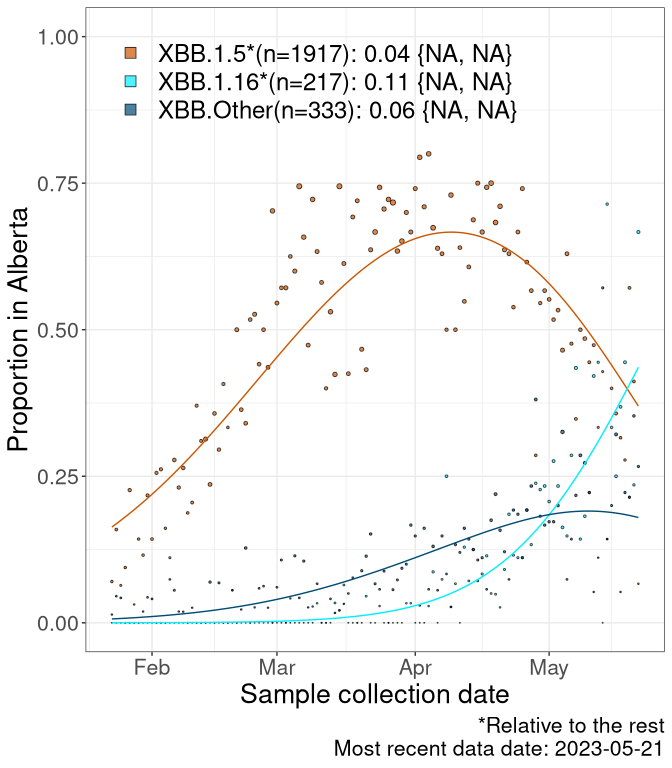 1.00
XBB.1.5*(n=1917): 0.04 {NA, NA}
XBB.1.16*(n=217): 0.11 {NA, NA}
XBB.Other(n=333): 0.06 {NA, NA}
0.75
0.50
0.25
0.00
Proportion in Alberta
Feb Mar Apr May
Sample collection date
*Relative to the rest
Most recent data date: 2023-05-21